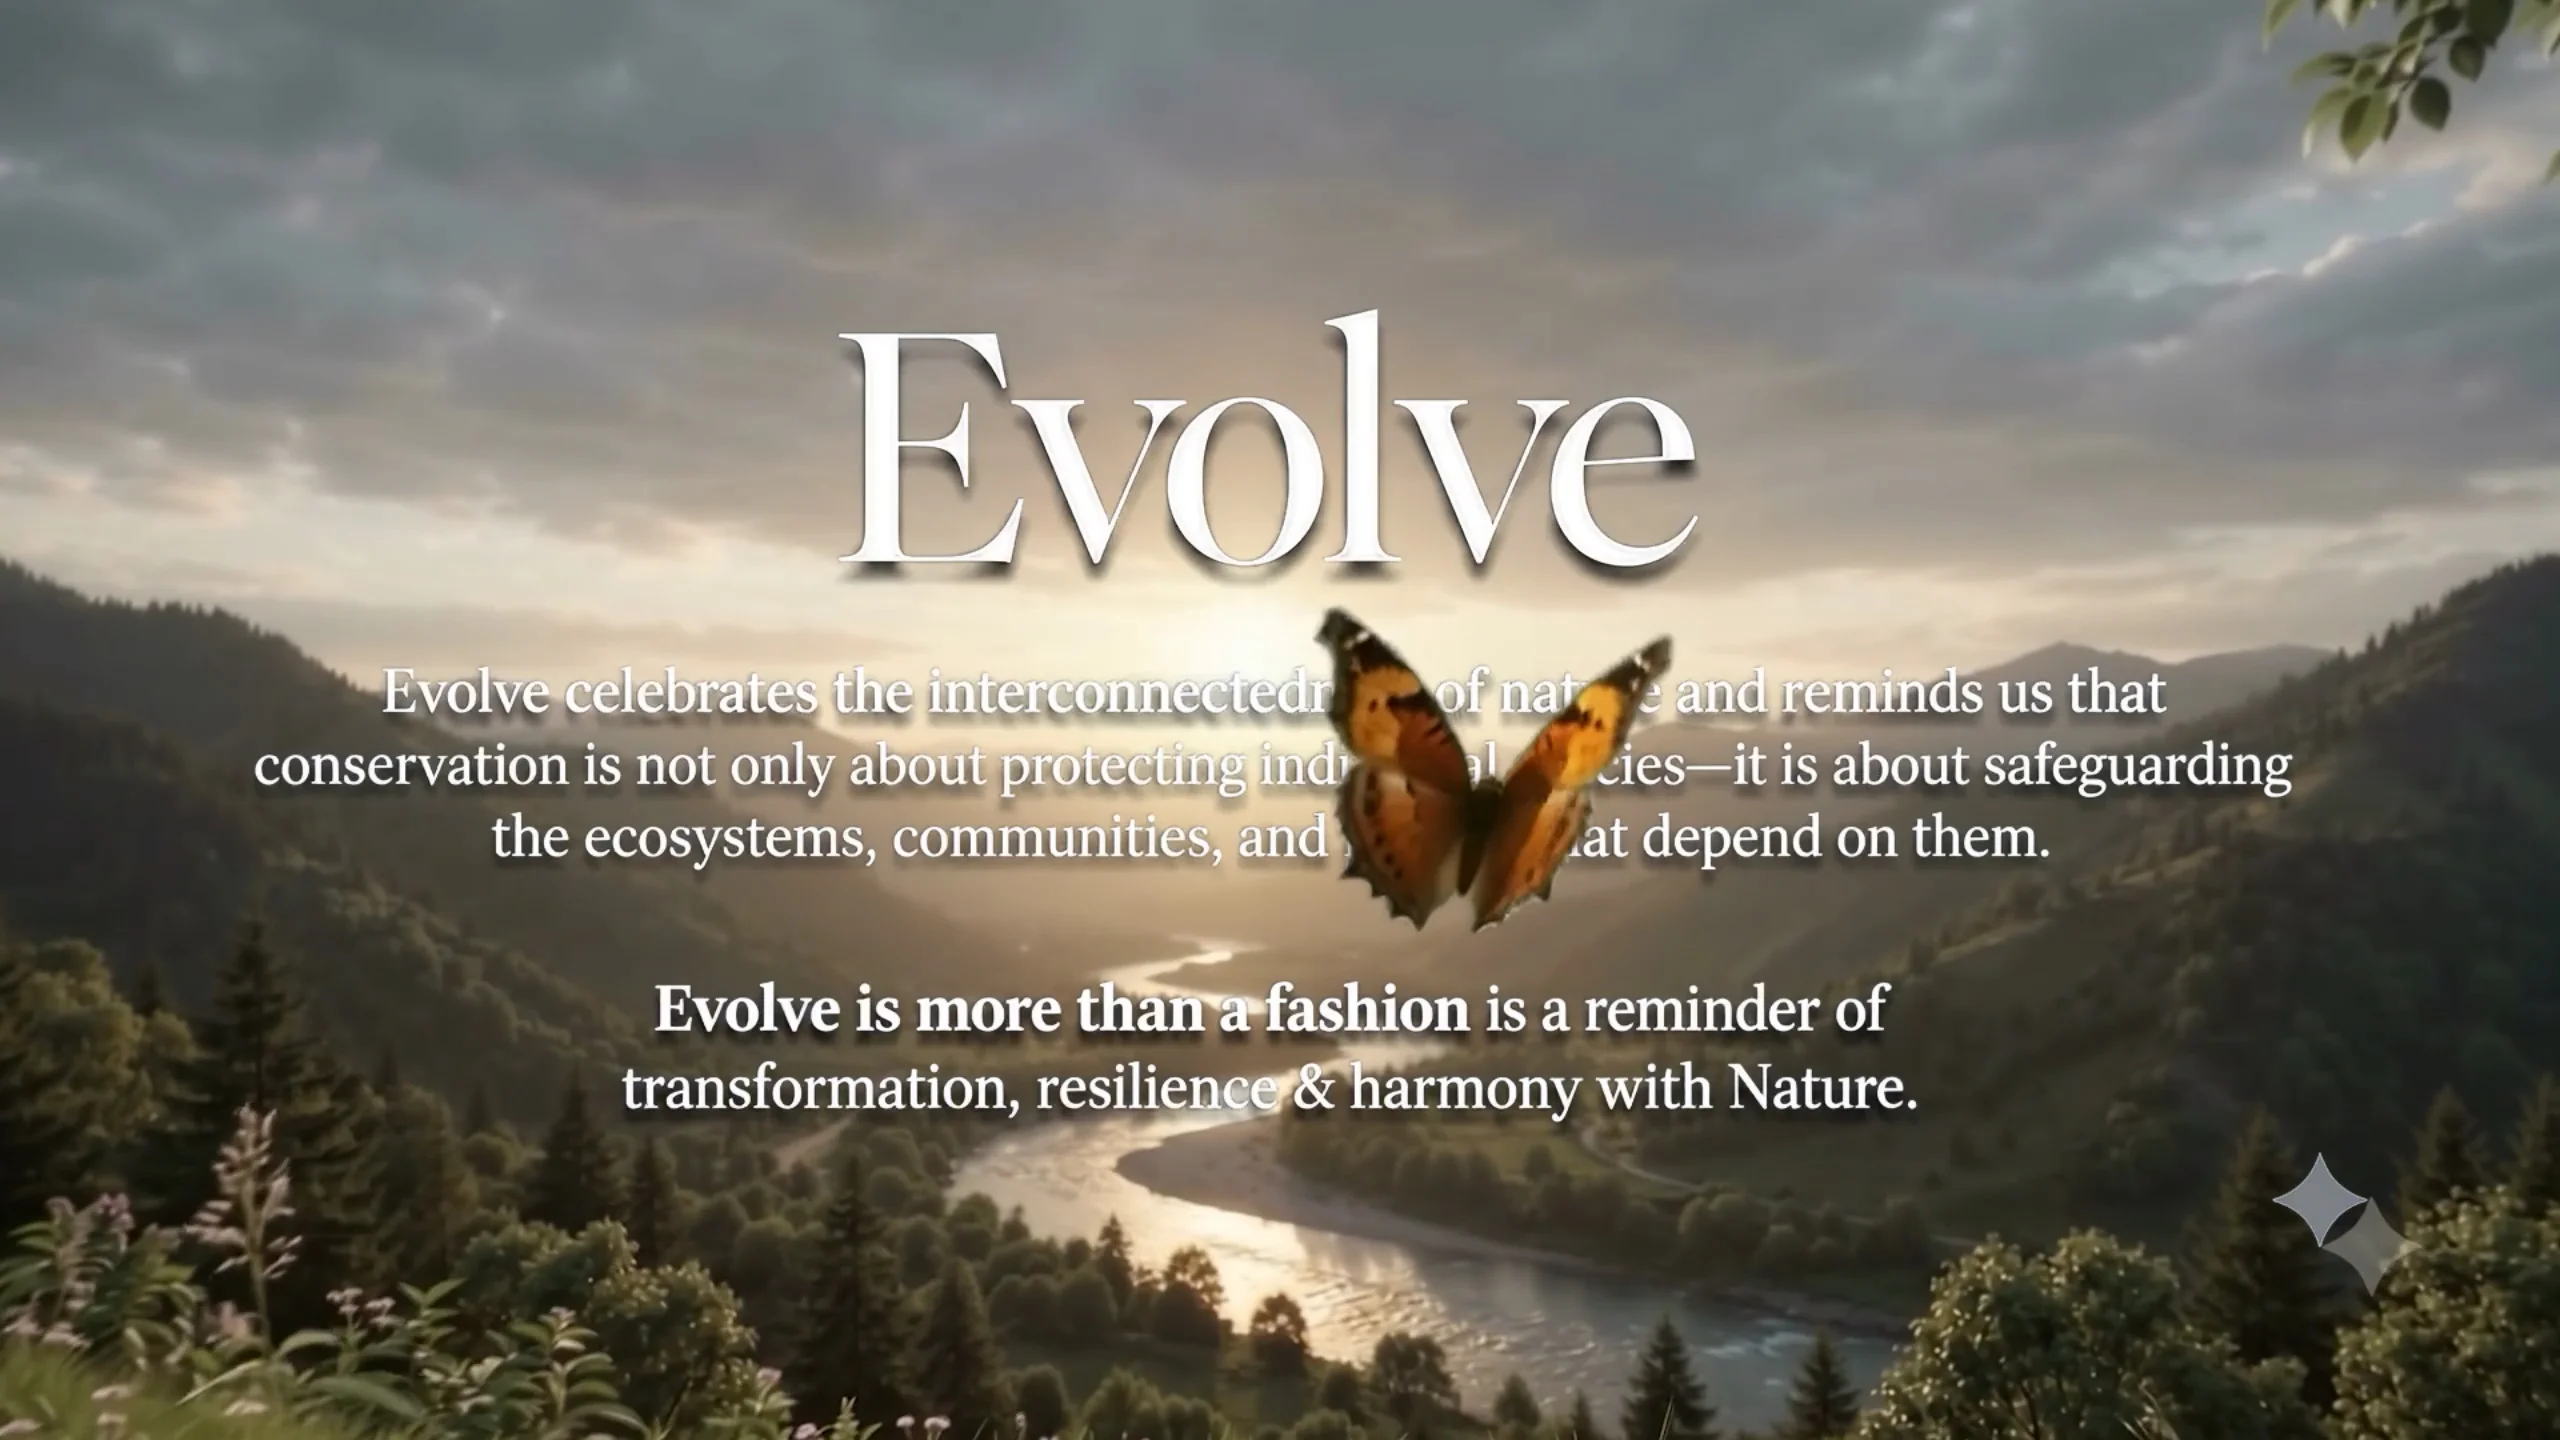 Evolve
Evolve celebrates the of and reminds us that
conservation is not only about protecting it is about safeguarding
the ecosystems, communities, and depend on them.
Evolve is more than a fashion is a reminder of
transformation, resilience & harmony with Nature.